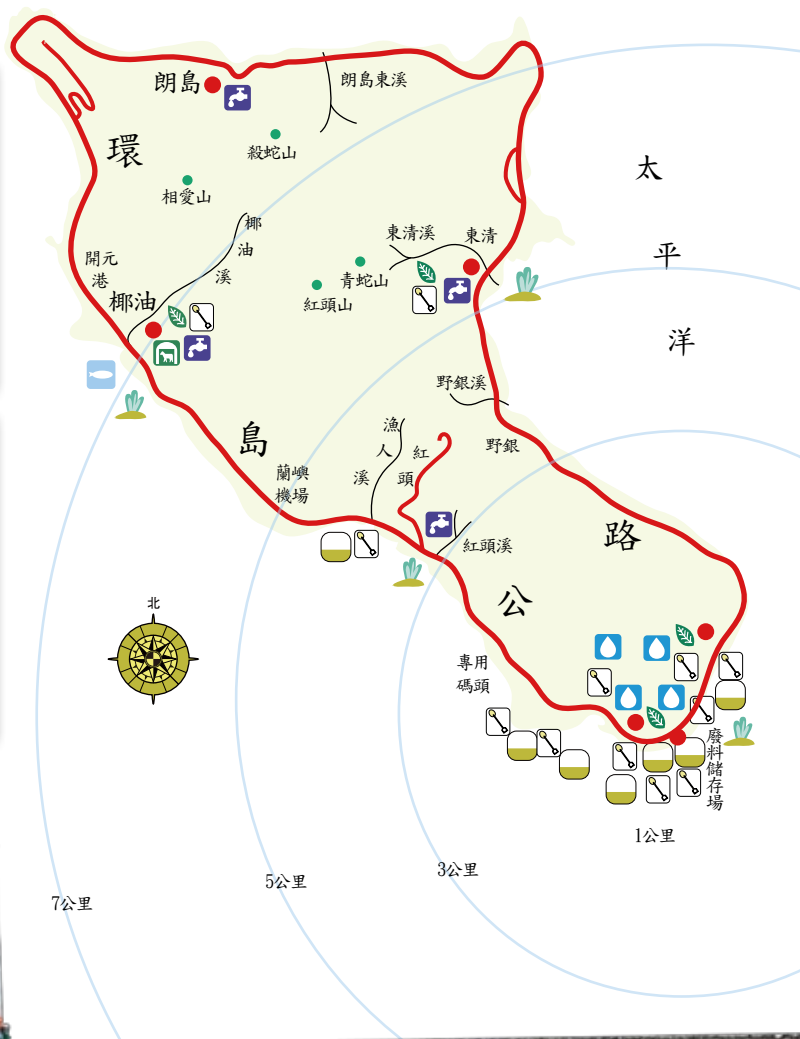 朗島
朗島東溪
環
殺蛇山
太
相愛山
椰
油
溪
東清溪
東清
平
開元
港
青蛇山
椰油
紅頭山
洋
野銀溪
島
漁
人
溪
紅
頭
野銀
蘭嶼
機場
路
紅頭溪
公
北
專用
碼頭
廢
料
儲
存
場
1公里
3公里
5公里
7公里